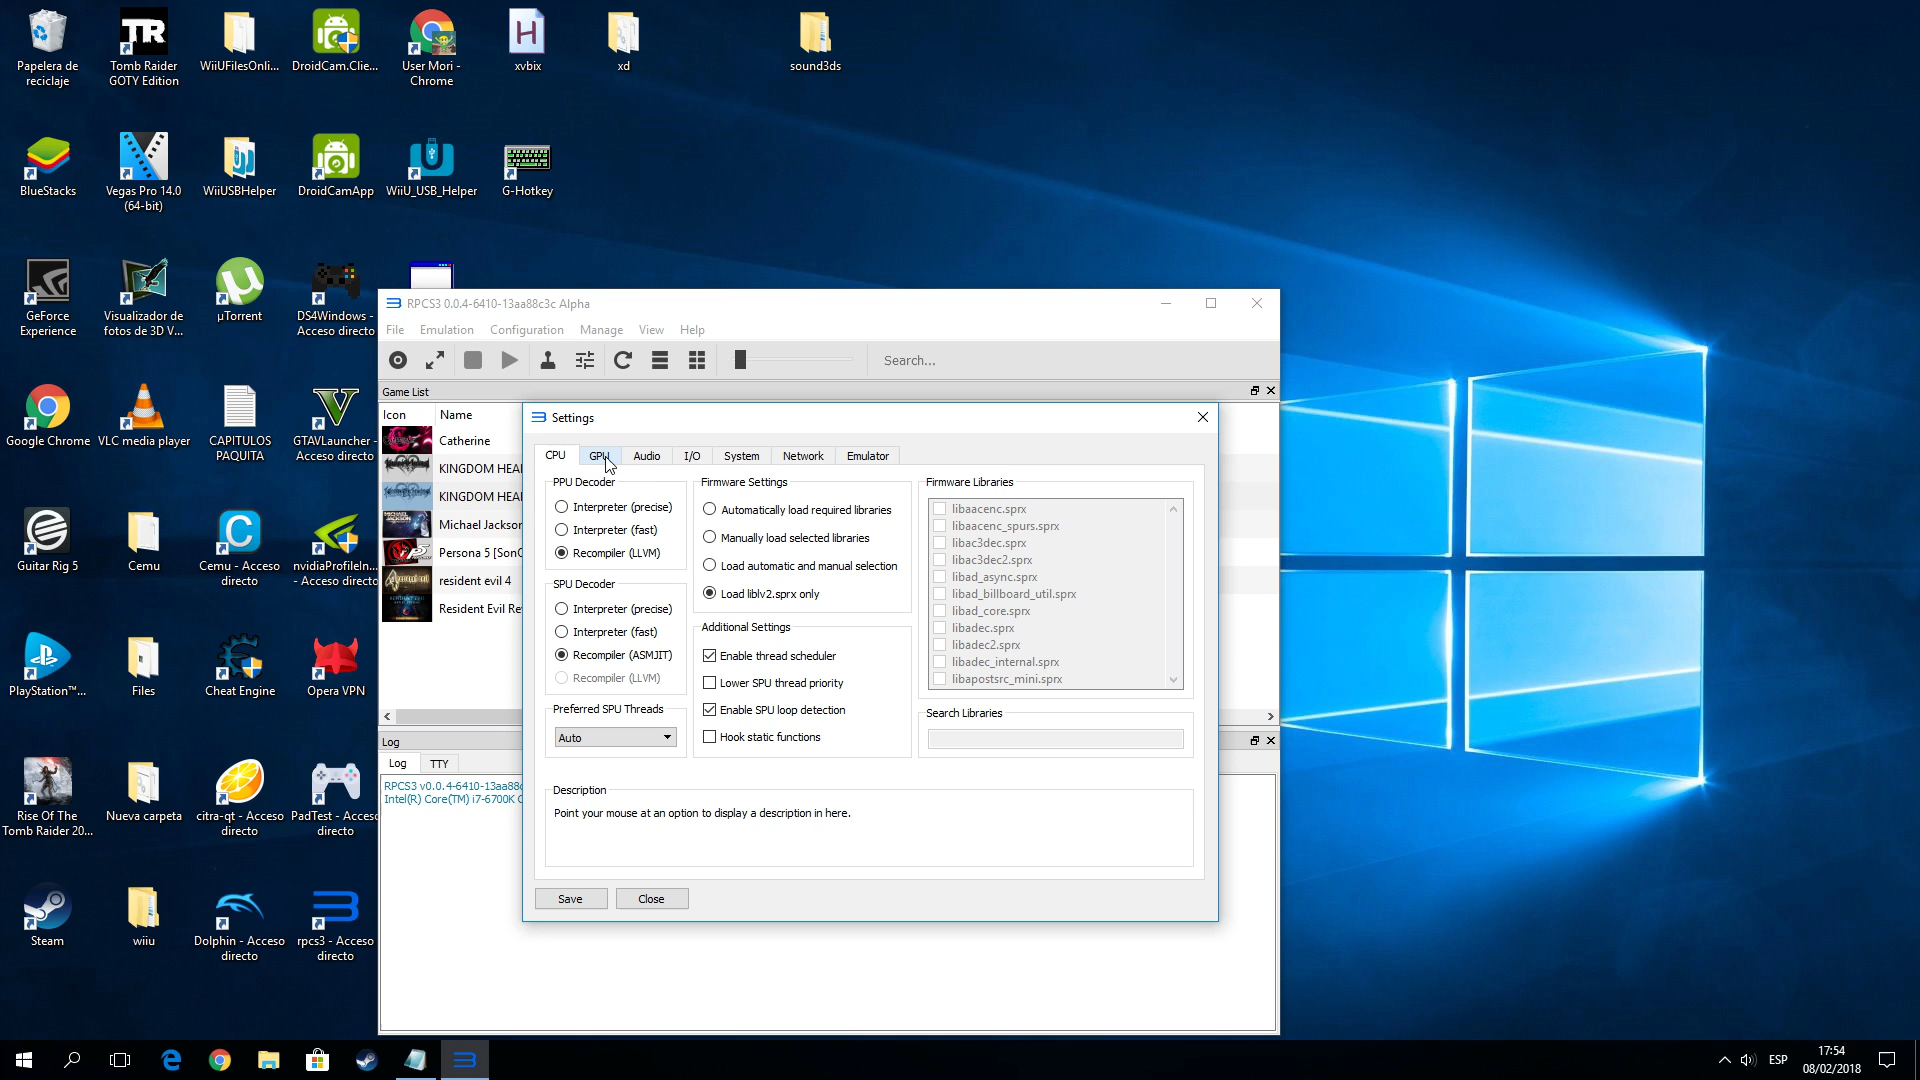 Papelera de
reciclaje
TR
Tomb Raider
GOTY Edition
WiiUFilesOnli...
DroidCam.Clie...
User Mori -
Chrome
H
xvbix
xd
sound3ds
BlueStacks
Vegas Pro 14.0
(64-bit)
WiiUSBHelper
DroidCamApp
WiiU_USB_Helper
G-Hotkey
GeForce
Experience
Visualizador de
fotos de 3D V...
µTorrent
DS4Windows -
Acceso directo
Google Chrome
VLC media player
CAPITULOS
PAQUITA
GTAVLauncher -
Acceso directo
Guitar Rig 5
Cemu
Cemu - Acceso
directo
nvidiaProfileIn...
- Acceso directo
PlayStation™...
Files
Cheat Engine
Opera VPN
Rise Of The
Tomb Raider 20...
Nueva carpeta
citra-qt - Acceso
directo
PadTest - Acceso
directo
Steam
wiiu
Dolphin - Acceso
directo
rpcs3 - Acceso
directo
RPCS3 0.0.4-6410-13aa88c3c Alpha
File Emulation Configuration Manage View Help
Search...
Game List
Icon Name
Catherine
KINGDOM HEA
KINGDOM HEA
Michael Jackson
Persona 5 [SonC
resident evil 4
Resident Evil Re
Log
Log TTY
RPCS3 v0.0.4-6410-13aa88c
Intel(R) Core(TM) i7-6700K C
Settings
CPU GPU Audio I/O System Network Emulator
PPU Decoder
Interpreter (precise)
Interpreter (fast)
Recompiler (LLVM)
SPU Decoder
Interpreter (precise)
Interpreter (fast)
Recompiler (ASMJIT)
Recompiler (LLVM)
Preferred SPU Threads
Auto
Firmware Settings
Automatically load required libraries
Manually load selected libraries
Load automatic and manual selection
Load liblv2.sprx only
Additional Settings
Enable thread scheduler
Lower SPU thread priority
Enable SPU loop detection
Hook static functions
Firmware Libraries
libaacenc.sprx
libaacenc_spurs.sprx
libac3dec.sprx
libac3dec2.sprx
libad_async.sprx
libad_billboard_util.sprx
libad_core.sprx
libadec.sprx
libadec2.sprx
libadec_internal.sprx
libapostsrc_mini.sprx
Search Libraries
Description
Point your mouse at an option to display a description in here.
Save Close
ESP
17:54
08/02/2018